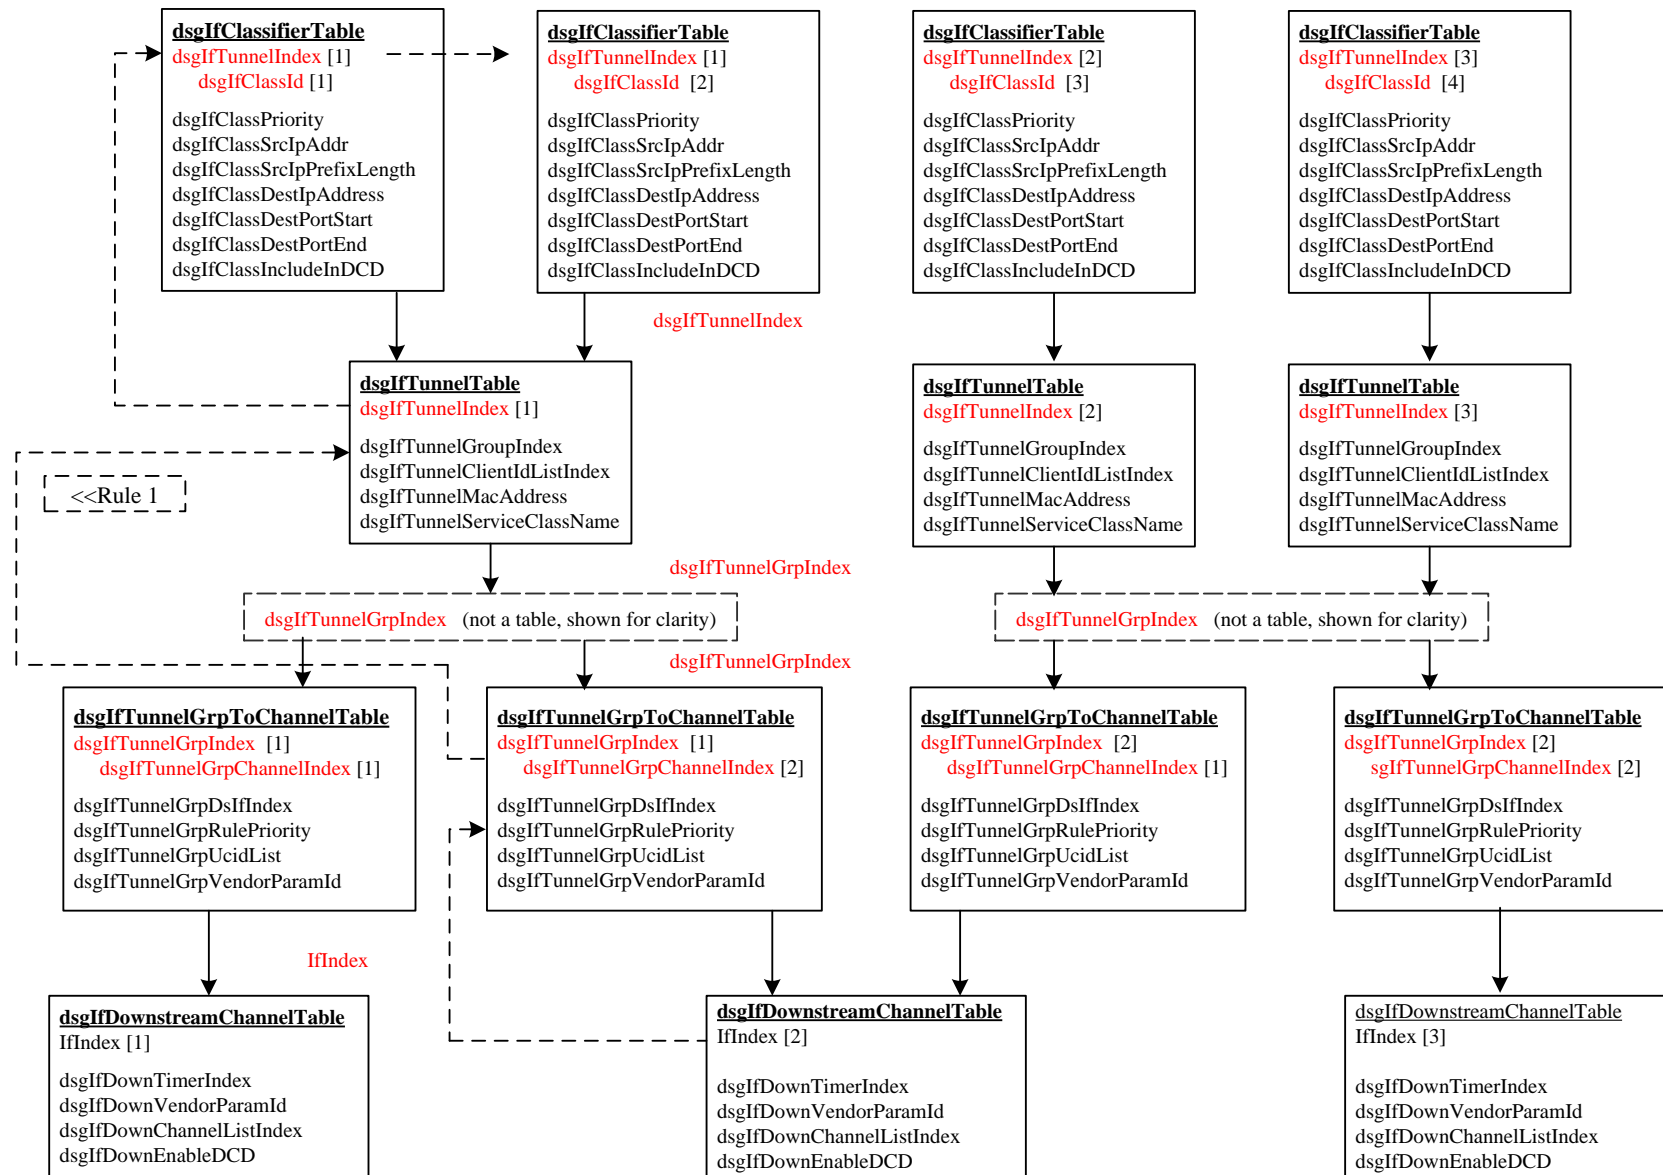 dsgIfClassifierTable
dsgIfTunnelIndex [1]
dsgIfClassId [1]
dsgIfClassPriority
dsgIfClassSrcIpAddr
dsgIfClassSrcIpPrefixLength
dsgIfClassDestIpAddress
dsgIfClassDestPortStart
dsgIfClassDestPortEnd
dsgIfClassIncludeInDCD
dsgIfClassifierTable
dsgIfTunnelIndex [1]
dsgIfClassId [2]
dsgIfClassPriority
dsgIfClassSrcIpAddr
dsgIfClassSrcIpPrefixLength
dsgIfClassDestIpAddress
dsgIfClassDestPortStart
dsgIfClassDestPortEnd
dsgIfClassIncludeInDCD
dsgIfClassifierTable
dsgIfTunnelIndex [2]
dsgIfClassId [3]
dsgIfClassPriority
dsgIfClassSrcIpAddr
dsgIfClassSrcIpPrefixLength
dsgIfClassDestIpAddress
dsgIfClassDestPortStart
dsgIfClassDestPortEnd
dsgIfClassIncludeInDCD
dsgIfClassifierTable
dsgIfTunnelIndex [3]
dsgIfClassId [4]
dsgIfClassPriority
dsgIfClassSrcIpAddr
dsgIfClassSrcIpPrefixLength
dsgIfClassDestIpAddress
dsgIfClassDestPortStart
dsgIfClassDestPortEnd
dsgIfClassIncludeInDCD
dsgIfTunnelIndex
dsgIfTunnelTable
dsgIfTunnelIndex [1]
dsgIfTunnelGroupIndex
dsgIfTunnelClientIdListIndex
dsgIfTunnelMacAddress
dsgIfTunnelServiceClassName
dsgIfTunnelTable
dsgIfTunnelIndex [2]
dsgIfTunnelGroupIndex
dsgIfTunnelClientIdListIndex
dsgIfTunnelMacAddress
dsgIfTunnelServiceClassName
dsgIfTunnelTable
dsgIfTunnelIndex [3]
dsgIfTunnelGroupIndex
dsgIfTunnelClientIdListIndex
dsgIfTunnelMacAddress
dsgIfTunnelServiceClassName
<<Rule 1
dsgIfTunnelGrpIndex
dsgIfTunnelGrpIndex (not a table, shown for clarity)
dsgIfTunnelGrpIndex (not a table, shown for clarity)
dsgIfTunnelGrpIndex
dsgIfTunnelGrpToChannelTable
dsgIfTunnelGrpIndex [1]
dsgIfTunnelGrpChannelIndex [1]
dsgIfTunnelGrpDsIfIndex
dsgIfTunnelGrpRulePriority
dsgIfTunnelGrpUcidList
dsgIfTunnelGrpVendorParamId
dsgIfTunnelGrpToChannelTable
dsgIfTunnelGrpIndex [1]
dsgIfTunnelGrpChannelIndex [2]
dsgIfTunnelGrpDsIfIndex
dsgIfTunnelGrpRulePriority
dsgIfTunnelGrpUcidList
dsgIfTunnelGrpVendorParamId
dsgIfTunnelGrpToChannelTable
dsgIfTunnelGrpIndex [2]
dsgIfTunnelGrpChannelIndex [1]
dsgIfTunnelGrpDsIfIndex
dsgIfTunnelGrpRulePriority
dsgIfTunnelGrpUcidList
dsgIfTunnelGrpVendorParamId
dsgIfTunnelGrpToChannelTable
dsgIfTunnelGrpIndex [2]
sgIfTunnelGrpChannelIndex [2]
dsgIfTunnelGrpDsIfIndex
dsgIfTunnelGrpRulePriority
dsgIfTunnelGrpUcidList
dsgIfTunnelGrpVendorParamId
IfIndex
dsgIfDownstreamChannelTable
IfIndex [1]
dsgIfDownTimerIndex
dsgIfDownVendorParamId
dsgIfDownChannelListIndex
dsgIfDownEnableDCD
dsgIfDownstreamChannelTable
IfIndex [2]
dsgIfDownTimerIndex
dsgIfDownVendorParamId
dsgIfDownChannelListIndex
dsgIfDownEnableDCD
dsgIfDownstreamChannelTable
IfIndex [3]
dsgIfDownTimerIndex
dsgIfDownVendorParamId
dsgIfDownChannelListIndex
dsgIfDownEnableDCD